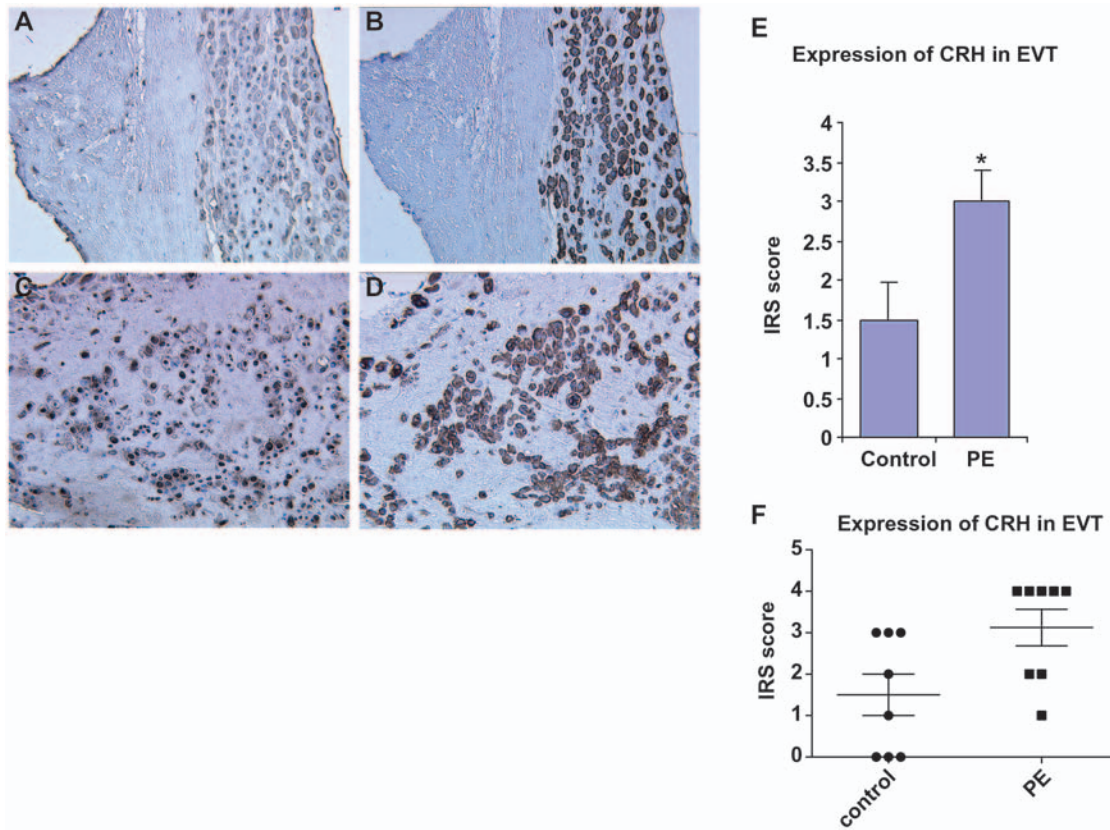 A
B
C
D
E
Expression of CRH in EVT
4
3.5
3
2.5
2
1.5
1
0.5
0
IRS score
*
Control PE
F
Expression of CRH in EVT
5
4
3
2
1
0
IRS score
control
PE